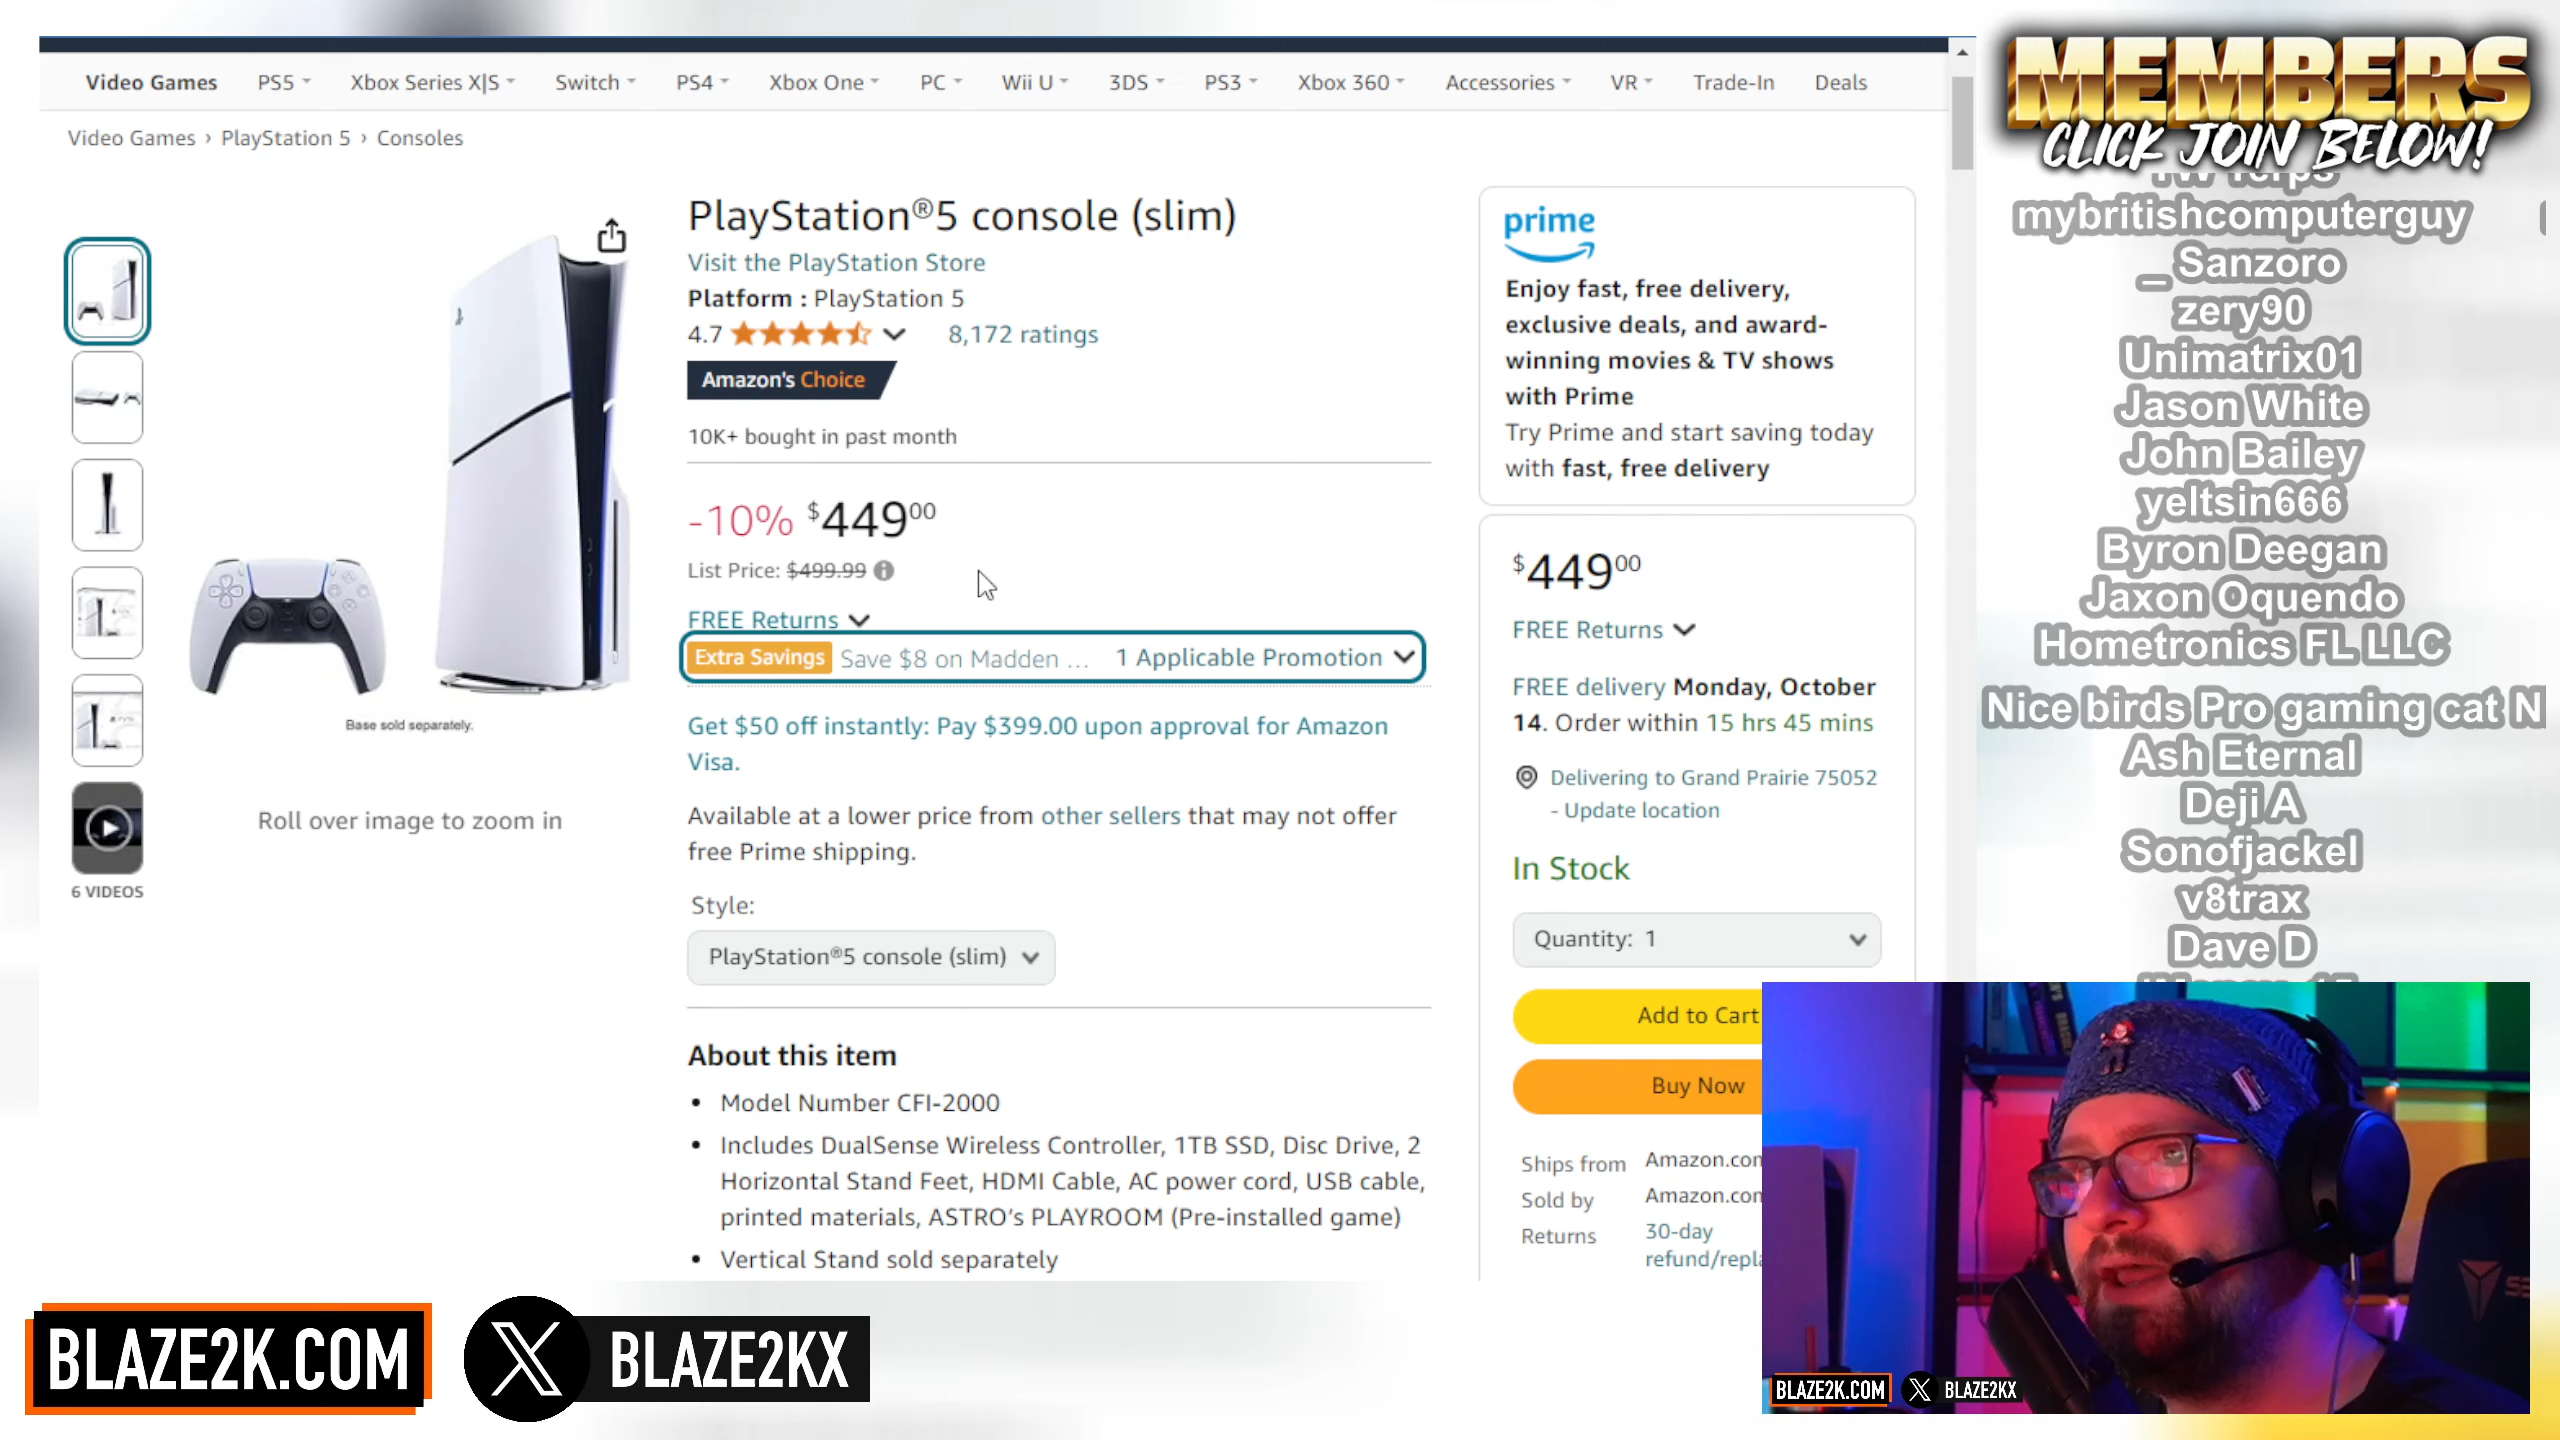 Video Games PS5 Xbox Series X|S Switch PS4 Xbox One PC Wii U 3DS PS3 Xbox 360 Accessories VR Trade-In Deals
Video Games › PlayStation 5 › Consoles
PlayStation®5 console (slim)
Visit the PlayStation Store
Platform : PlayStation 5
4.7 8,172 ratings
Amazon's Choice
10K+ bought in past month
-10% $449.00
List Price: $499.99
FREE Returns
Extra Savings Save $8 on Madden ... 1 Applicable Promotion
Get $50 off instantly: Pay $399.00 upon approval for Amazon
Visa.
Available at a lower price from other sellers that may not offer
free Prime shipping.
Style:
PlayStation®5 console (slim)
About this item
• Model Number CFI-2000
• Includes DualSense Wireless Controller, 1TB SSD, Disc Drive, 2
Horizontal Stand Feet, HDMI Cable, AC power cord, USB cable,
printed materials, ASTRO's PLAYROOM (Pre-installed game)
• Vertical Stand sold separately
Base sold separately.
Roll over image to zoom in
6 VIDEOS
prime
Enjoy fast, free delivery,
exclusive deals, and award-
winning movies & TV shows
with Prime
Try Prime and start saving today
with fast, free delivery
$449.00
FREE Returns
FREE delivery Monday, October
14. Order within 15 hrs 45 mins
Delivering to Grand Prairie 75052
- Update location
In Stock
Quantity: 1
Add to Cart
Buy Now
Ships from Amazon.com
Sold by Amazon.com
Returns 30-day
refund/repla
MEMBERS
CLICK JOIN BELOW!
mybritishcomputerguy
_Sanzoro
zery90
Unimatrix01
Jason White
John Bailey
yeltsin666
Byron Deegan
Jaxon Oquendo
Hometronics FL LLC
Nice birds Pro gaming cat N
Ash Eternal
Deji A
Sonofjackel
v8trax
Dave D
BLAZE2K.COM
BLAZE2KX
BLAZE2K.COM BLAZE2KX